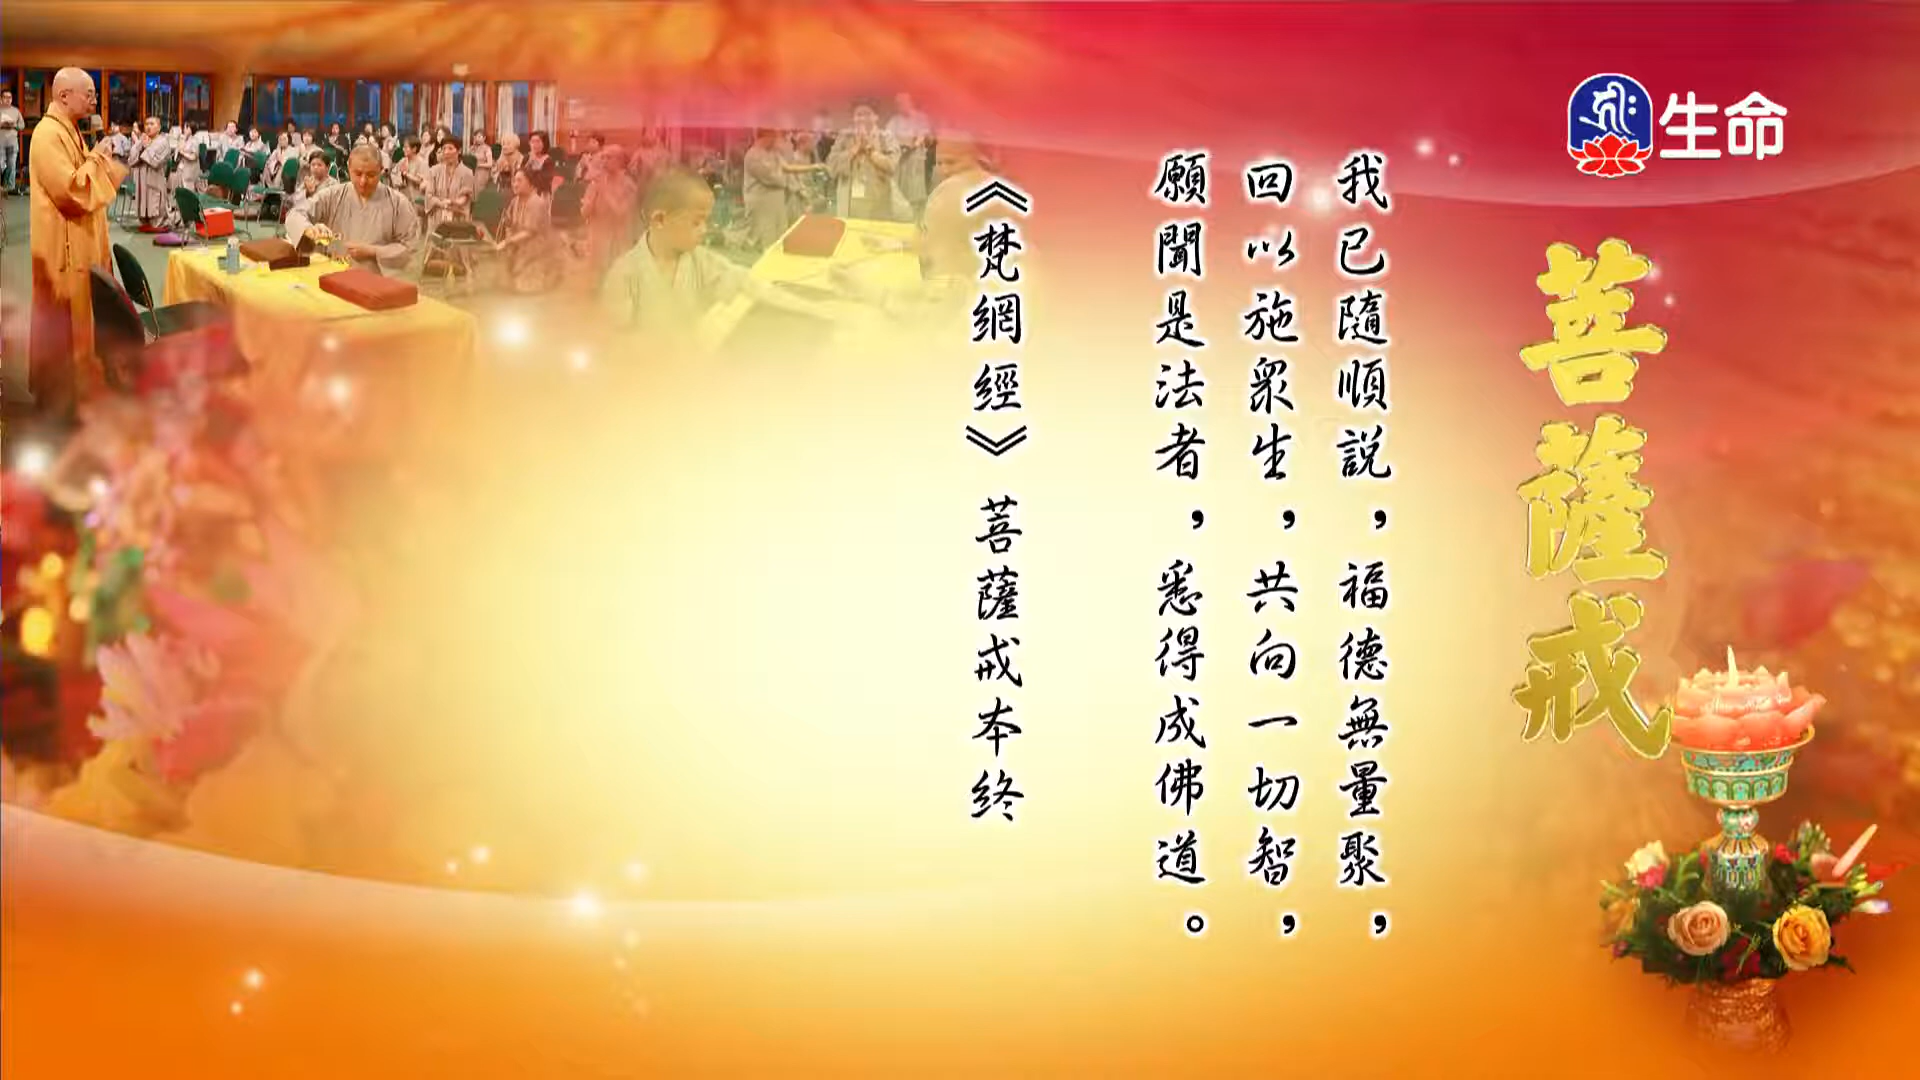 生命
菩薩戒
我已隨順說，福德無量聚，
回以施眾生，共向一切智，
願聞是法者，悉得成佛道。
《梵網經》菩薩戒本終